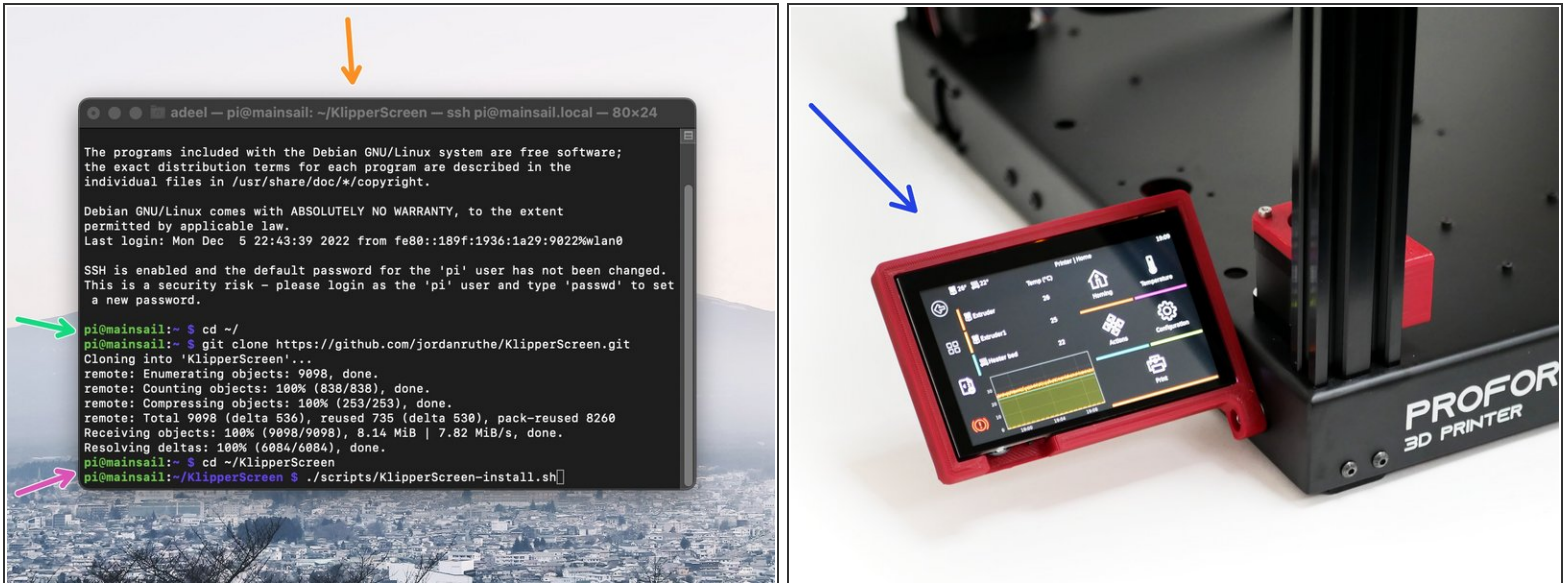 adeel — pi@mainsail: ~/KlipperScreen — ssh pi@mainsail.local — 80×24
The programs included with the Debian GNU/Linux system are free software;
the exact distribution terms for each program are described in the
individual files in /usr/share/doc/*/copyright.
Debian GNU/Linux comes with ABSOLUTELY NO WARRANTY, to the extent
permitted by applicable law.
Last login: Mon Dec  5 22:43:39 2022 from fe80::189f:1936:1a29:9022%wlan0
SSH is enabled and the default password for the 'pi' user has not been changed.
This is a security risk - please login as the 'pi' user and type 'passwd' to set
 a new password.
pi@mainsail:~ $ cd ~/
pi@mainsail:~ $ git clone https://github.com/jordanruthe/KlipperScreen.git
Cloning into 'KlipperScreen'...
remote: Enumerating objects: 9098, done.
remote: Counting objects: 100% (838/838), done.
remote: Compressing objects: 100% (253/253), done.
remote: Total 9098 (delta 536), reused 735 (delta 530), pack-reused 8260
Receiving objects: 100% (9098/9098), 8.14 MiB | 7.82 MiB/s, done.
Resolving deltas: 100% (6084/6084), done.
pi@mainsail:~ $ cd ~/KlipperScreen
pi@mainsail:~/KlipperScreen $ ./scripts/KlipperScreen-install.sh
Printer | Home
19:09
26° 22°
Temp (°C)
Homing
Temperature
Extruder 26
Extruder1 25
Actions
Configuration
Heater bed 22
Print
PROFOR
3D PRINTER